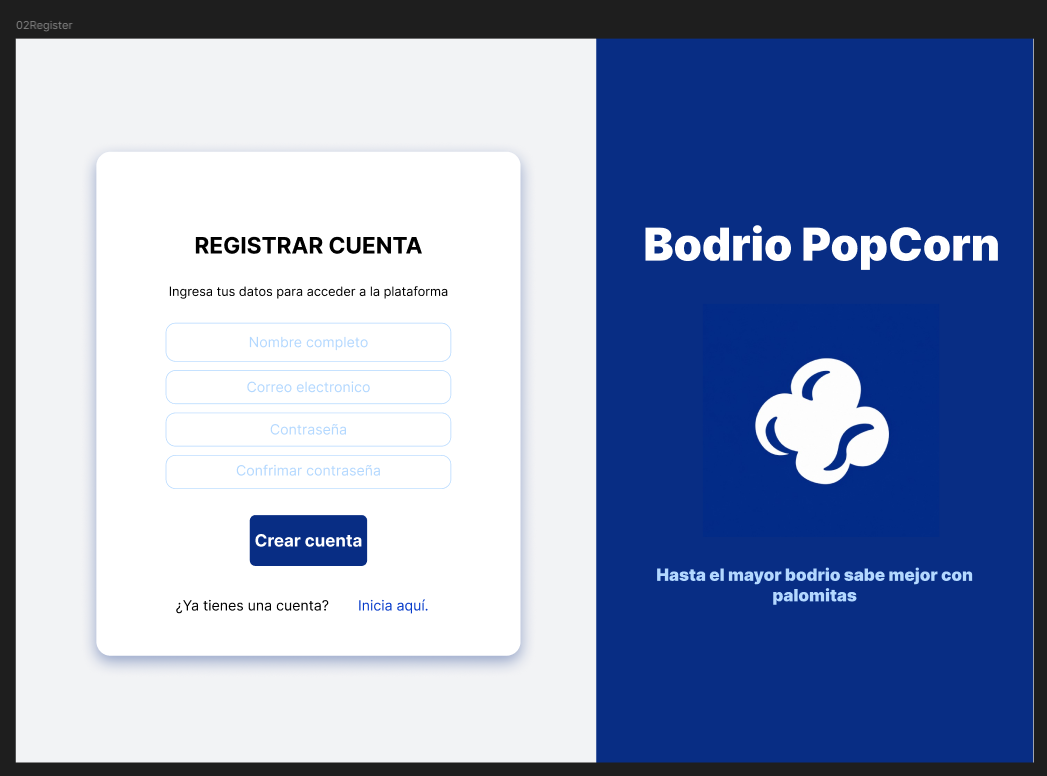 02Register
REGISTRAR CUENTA
Ingresa tus datos para acceder a la plataforma
Nombre completo
Correo electronico
Contraseña
Confrimar contraseña
Crear cuenta
¿Ya tienes una cuenta? Inicia aquí.
Bodrio PopCorn
Hasta el mayor bodrio sabe mejor con
palomitas